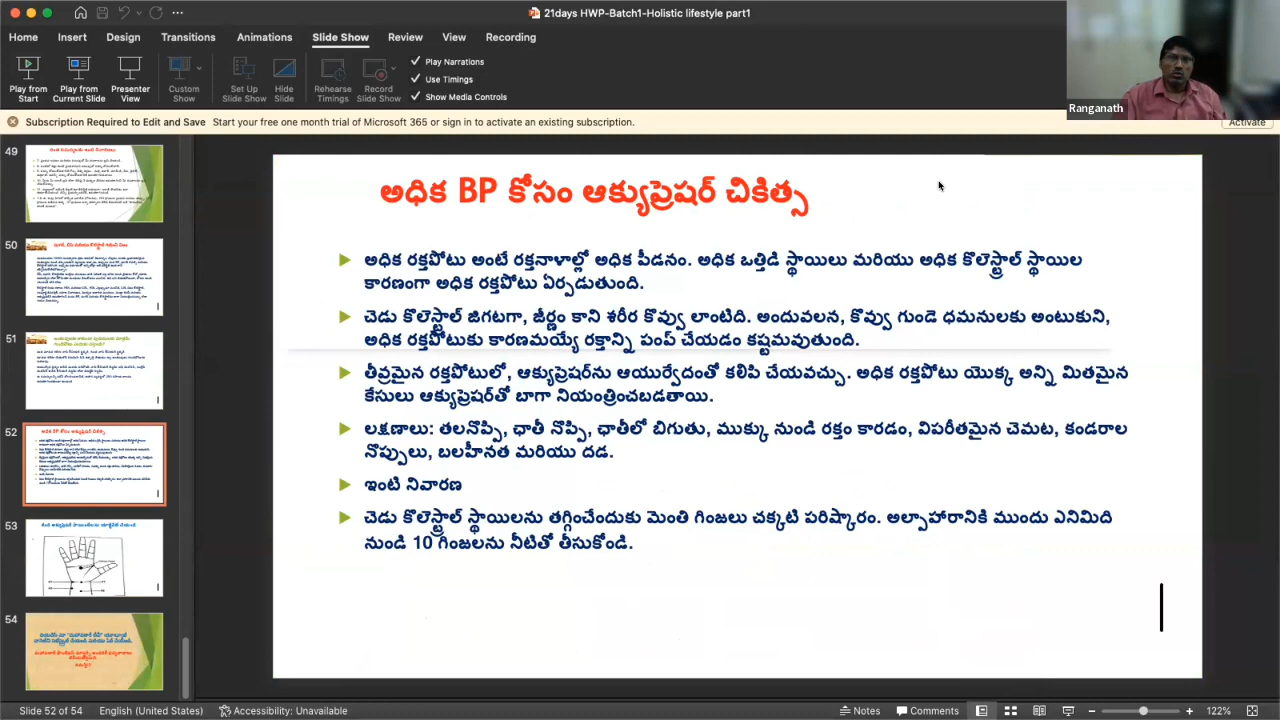 21days HWP-Batch1-Holistic lifestyle part1
Home Insert Design Transitions Animations Slide Show Review View Recording
Play from Start
Play from Current Slide
Presenter View
Custom Show
Set Up Slide Show
Hide Slide
Rehearse Timings
Record Slide Show
Play Narrations
Use Timings
Show Media Controls
Ranganath
Subscription Required to Edit and Save Start your free one month trial of Microsoft 365 or sign in to activate an existing subscription.
Activate
49
50
51
52
53
54
అధిక BP కోసం ఆక్యుప్రెషర్ చికిత్స
అధిక రక్తపోటు అంటే రక్తనాళాల్లో అధిక పీడనం. అధిక ఒత్తిడి స్థాయిలు మరియు అధిక కొలెస్ట్రాల్ స్థాయిల
కారణంగా అధిక రక్తపోటు ఏర్పడుతుంది.
చెడు కొలెస్ట్రాల్ జిగటగా, జీర్ణం కాని శరీర కొవ్వు లాంటిది. అందువలన, కొవ్వు గుండె ధమనులకు అంటుకుని,
అధిక రక్తపోటుకు కారణమయ్యే రక్తాన్ని పంప్ చేయడం కష్టమవుతుంది.
తీవ్రమైన రక్తపోటులో, ఆక్యుప్రెషర్‌ను ఆయుర్వేదంతో కలిపి చేయవచ్చు. అధిక రక్తపోటు యొక్క అన్ని మితమైన
కేసులు ఆక్యుప్రెషర్‌తో బాగా నియంత్రించబడతాయి.
లక్షణాలు: తలనొప్పి, ఛాతీ నొప్పి, ఛాతీలో బిగుతు, ముక్కు నుండి రక్తం కారడం, విపరీతమైన చెమట, కండరాల
నొప్పులు, బలహీనత మరియు దడ.
ఇంటి నివారణ
చెడు కొలెస్ట్రాల్ స్థాయిలను తగ్గించేందుకు మెంతి గింజలు చక్కటి పరిష్కారం. అల్పాహారానికి ముందు ఎనిమిది
నుండి 10 గింజలను నీటితో తీసుకోండి.
Slide 52 of 54 English (United States) Accessibility: Unavailable Notes Comments 122%